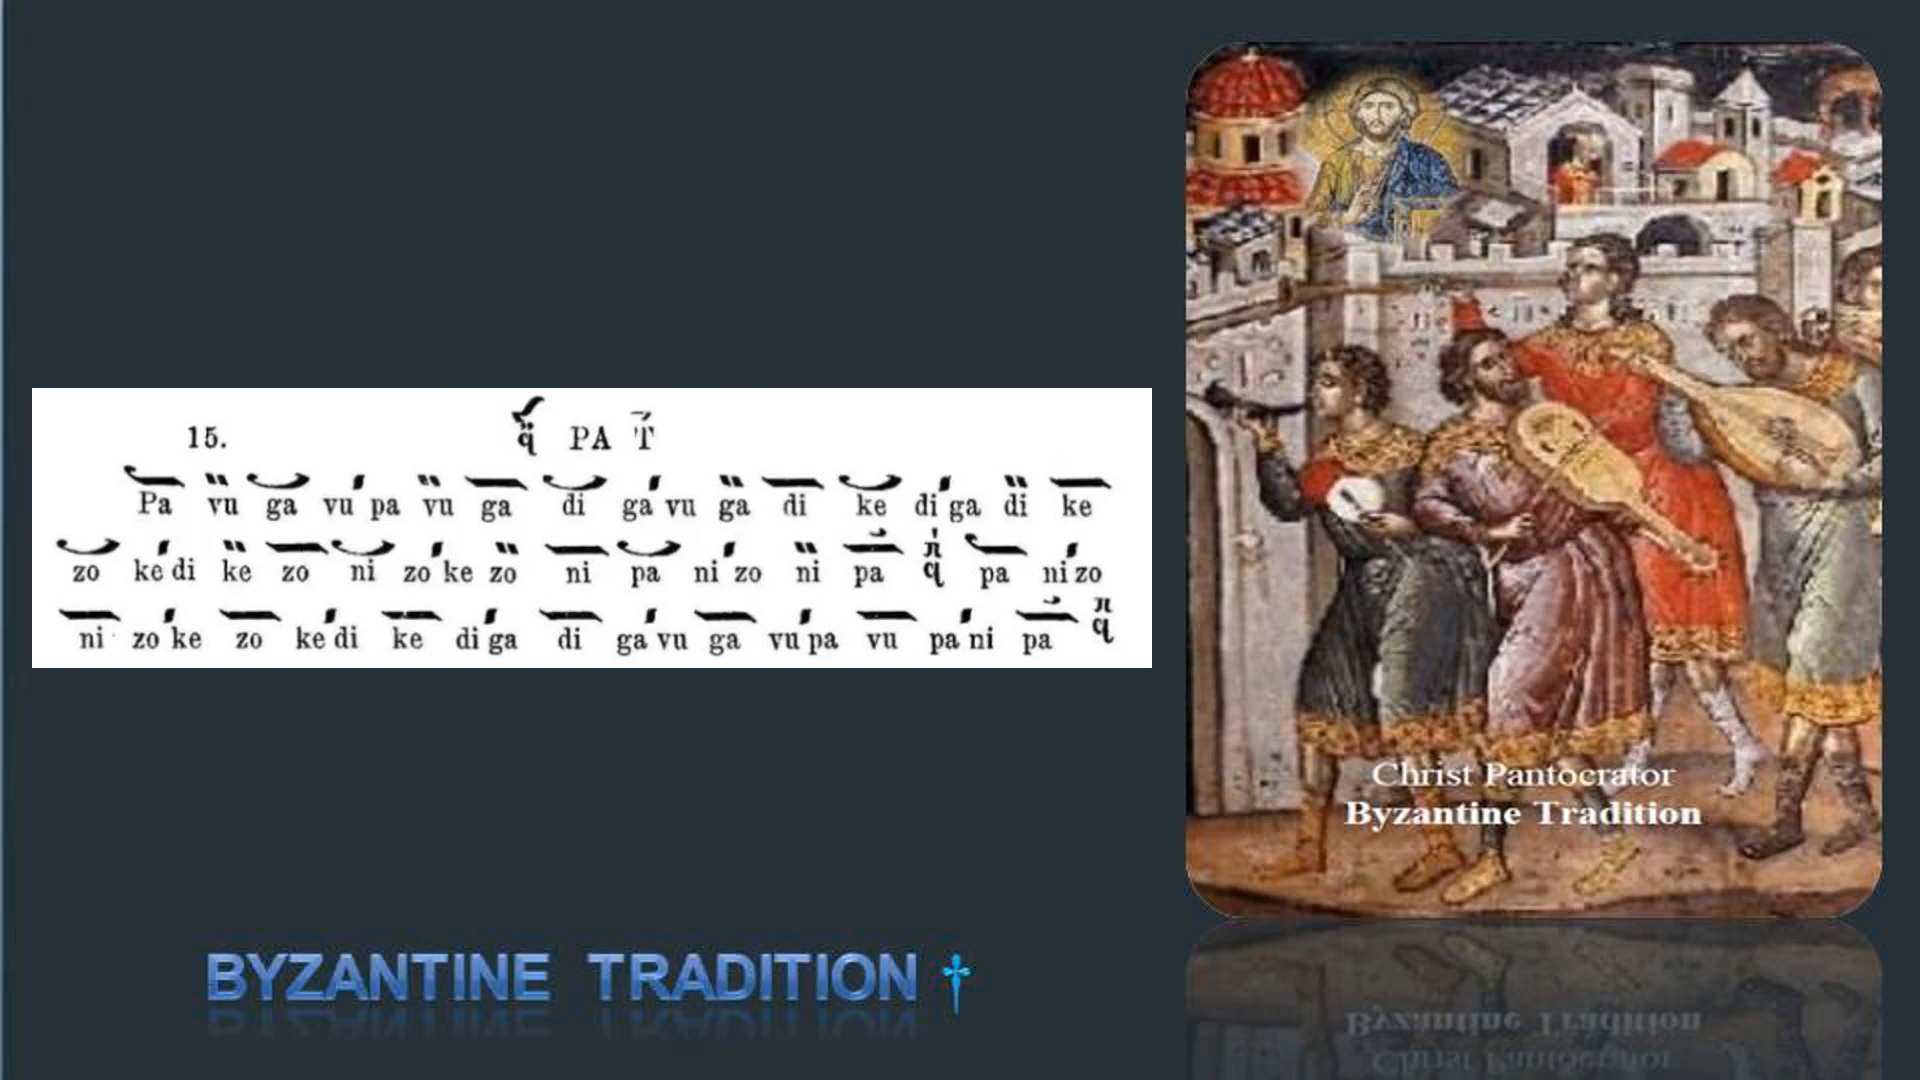 15. PA
Pa vu ga vu pa vu ga di ga vu ga di ke di ga di ke
zo ke di ke zo ni zo ke zo ni pa ni zo ni pa pa ni zo
ni zo ke zo ke di ke di ga di ga vu ga vu pa vu pa ni pa
Christ Pantocrator
Byzantine Tradition
BYZANTINE TRADITION †